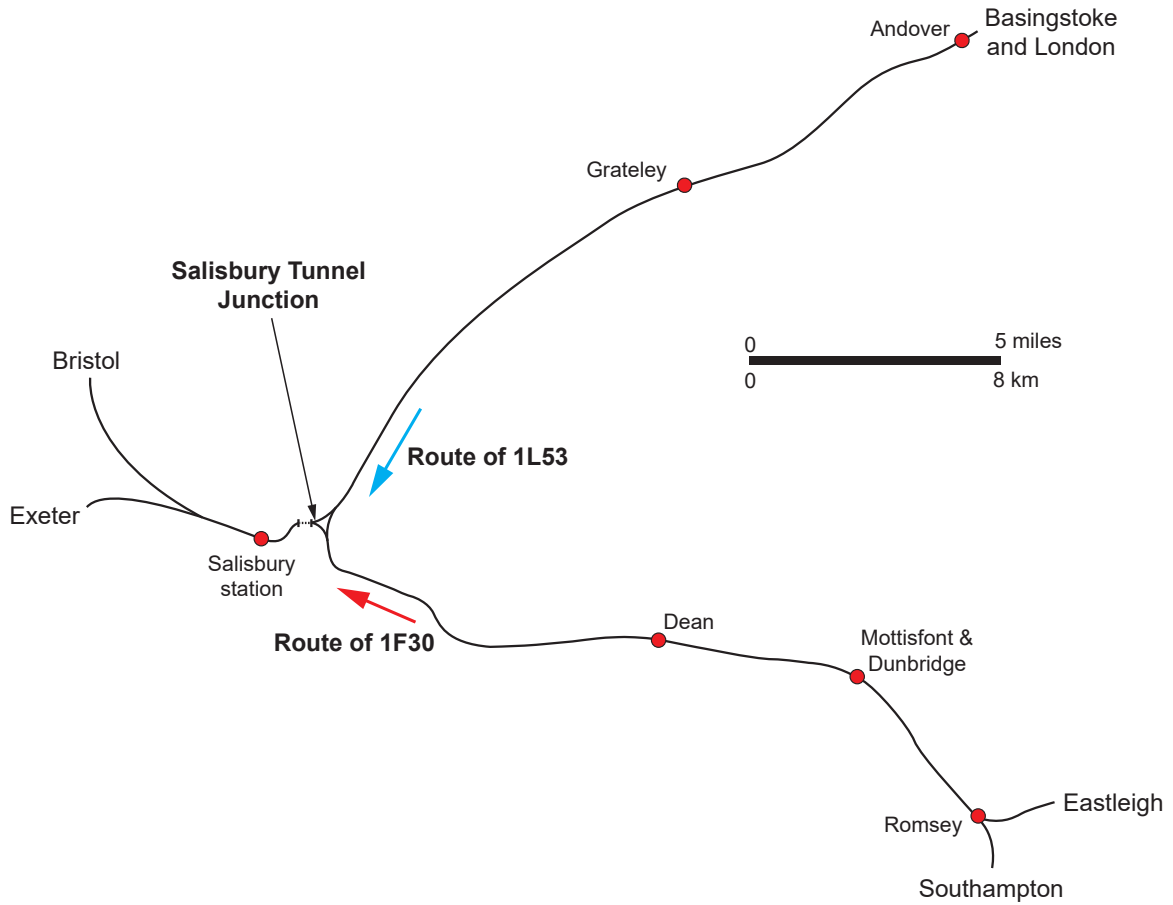 Andover
Basingstoke
and London
Grateley
Salisbury Tunnel
Junction
0
5 miles
0
8 km
Bristol
Route of 1L53
Exeter
Salisbury
station
Route of 1F30
Dean
Mottisfont &
Dunbridge
Romsey
Eastleigh
Southampton